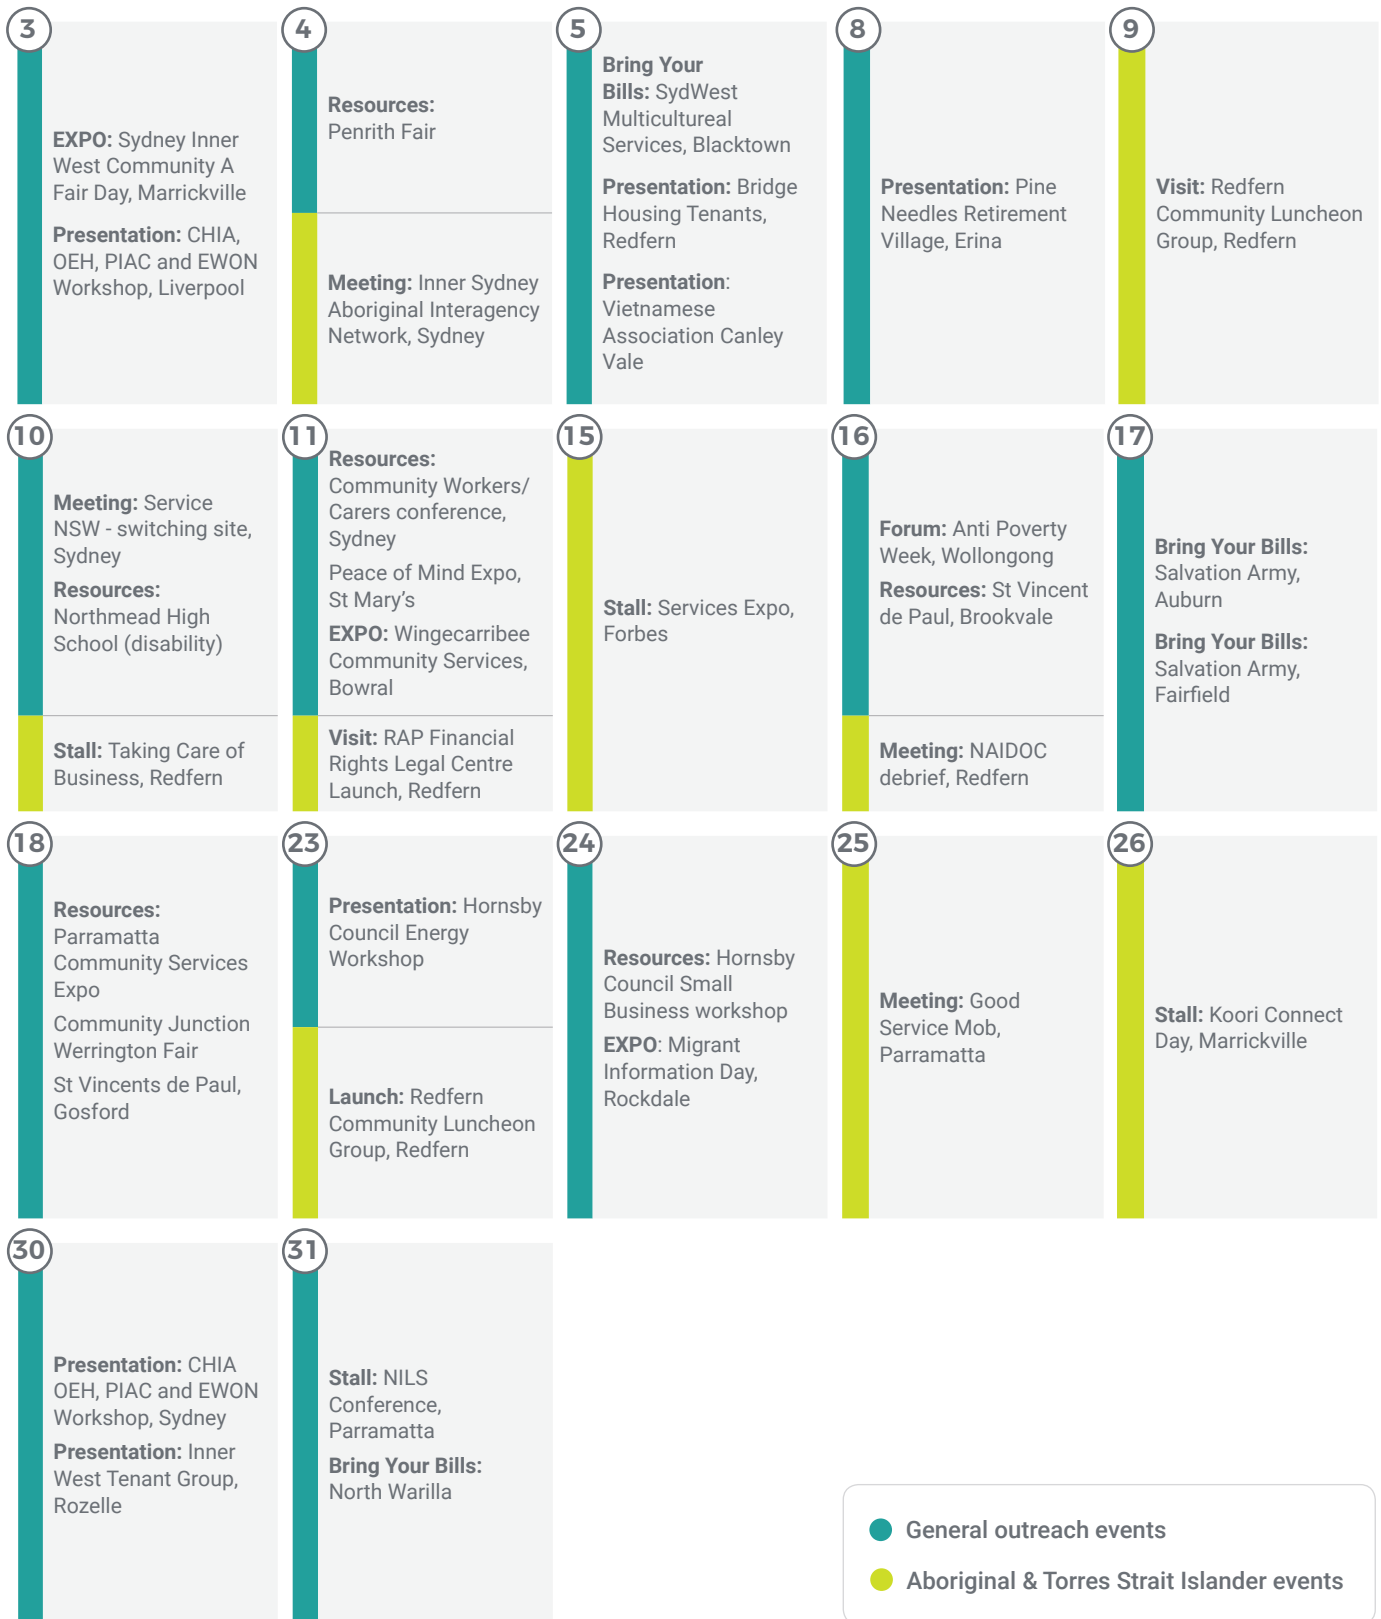 3
EXPO: Sydney Inner
West Community A
Fair Day, Marrickville
Presentation: CHIA,
OEH, PIAC and EWON
Workshop, Liverpool
4
Resources:
Penrith Fair
Meeting: Inner Sydney
Aboriginal Interagency
Network, Sydney
5
Bring Your
Bills: SydWest
Multicultureal
Services, Blacktown
Presentation: Bridge
Housing Tenants,
Redfern
Presentation:
Vietnamese
Association Canley
Vale
8
Presentation: Pine
Needles Retirement
Village, Erina
9
Visit: Redfern
Community Luncheon
Group, Redfern
10
Meeting: Service
NSW - switching site,
Sydney
Resources:
Northmead High
School (disability)
Stall: Taking Care of
Business, Redfern
11
Resources:
Community Workers/
Carers conference,
Sydney
Peace of Mind Expo,
St Mary's
EXPO: Wingecarribee
Community Services,
Bowral
Visit: RAP Financial
Rights Legal Centre
Launch, Redfern
15
Stall: Services Expo,
Forbes
16
Forum: Anti Poverty
Week, Wollongong
Resources: St Vincent
de Paul, Brookvale
Meeting: NAIDOC
debrief, Redfern
17
Bring Your Bills:
Salvation Army,
Auburn
Bring Your Bills:
Salvation Army,
Fairfield
18
Resources:
Parramatta
Community Services
Expo
Community Junction
Werrington Fair
St Vincents de Paul,
Gosford
23
Presentation: Hornsby
Council Energy
Workshop
Launch: Redfern
Community Luncheon
Group, Redfern
24
Resources: Hornsby
Council Small
Business workshop
EXPO: Migrant
Information Day,
Rockdale
25
Meeting: Good
Service Mob,
Parramatta
26
Stall: Koori Connect
Day, Marrickville
30
Presentation: CHIA
OEH, PIAC and EWON
Workshop, Sydney
Presentation: Inner
West Tenant Group,
Rozelle
31
Stall: NILS
Conference,
Parramatta
Bring Your Bills:
North Warilla
General outreach events
Aboriginal & Torres Strait Islander events